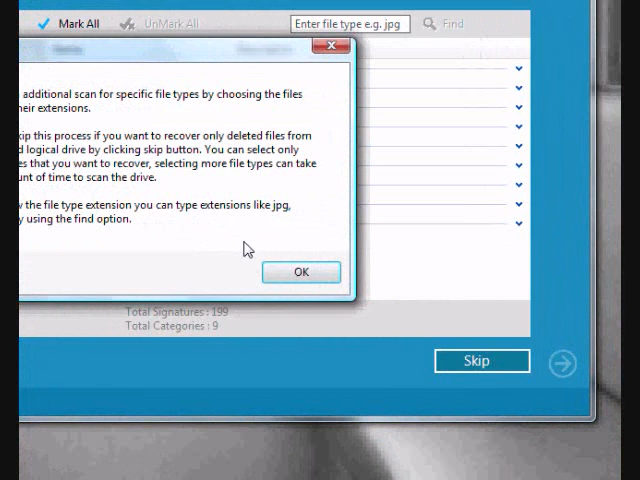 Mark All UnMark All Enter file type e.g. jpg Find
additional scan for specific file types by choosing the files
heir extensions.
kip this process if you want to recover only deleted files from
d logical drive by clicking skip button. You can select only
es that you want to recover, selecting more file types can take
unt of time to scan the drive.
w the file type extension you can type extensions like jpg,
y using the find option.
OK
Total Signatures : 199
Total Categories : 9
Skip